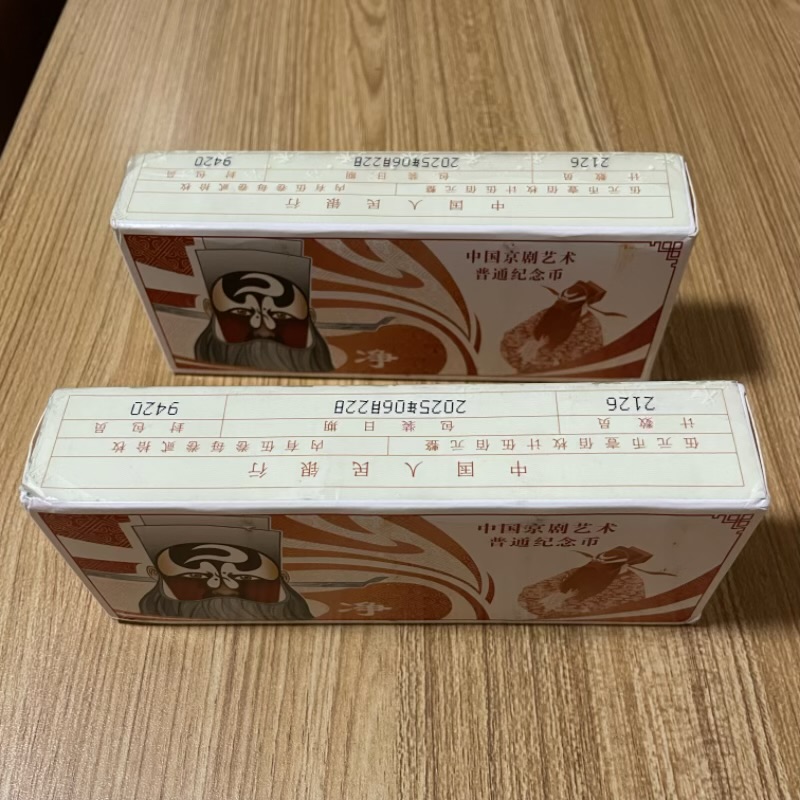 中国人民银行
伍元币壹佰枚计伍佰元整 内有伍卷每卷贰拾枚
计数员 包装日期 封包员
2126 2025年06月22日 9420
中国京剧艺术
普通纪念币
净
中国人民银行
伍元币壹佰枚计伍佰元整 内有伍卷每卷贰拾枚
计数员 包装日期 封包员
2126 2025年06月22日 9420
中国京剧艺术
普通纪念币
净